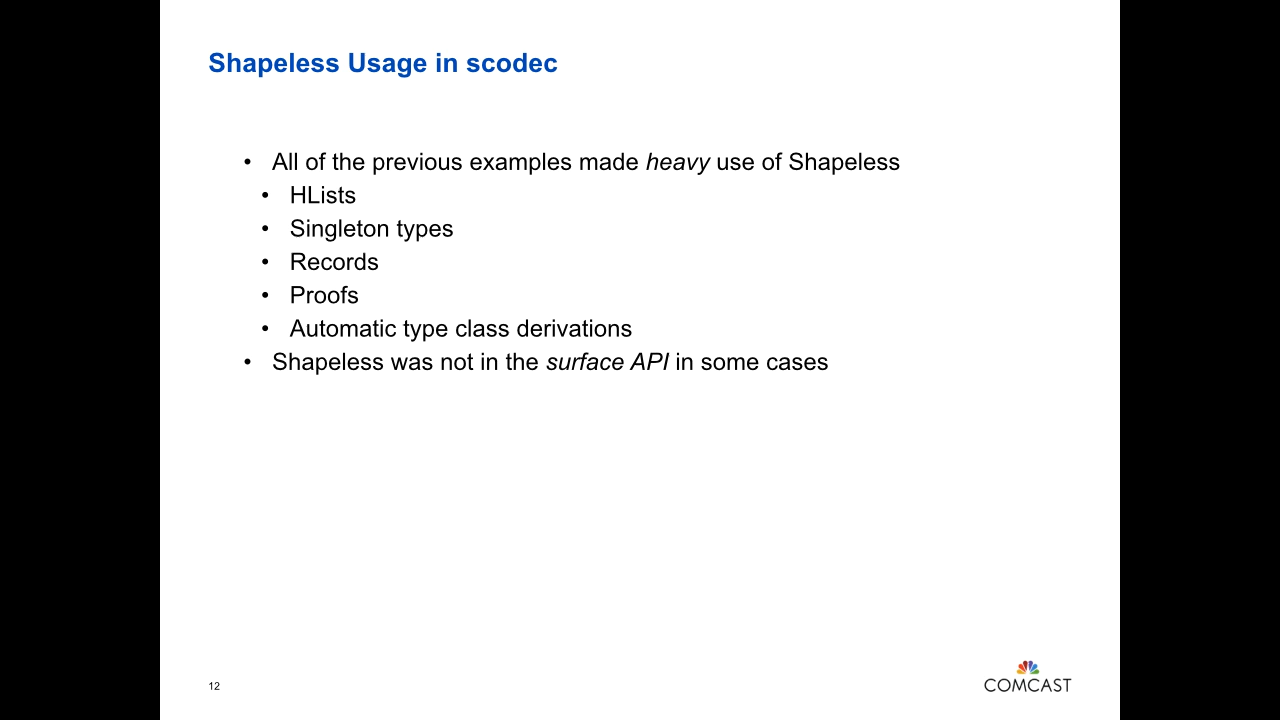 Shapeless Usage in scodec
• All of the previous examples made heavy use of Shapeless
• HLists
• Singleton types
• Records
• Proofs
• Automatic type class derivations
• Shapeless was not in the surface API in some cases
12
COMCAST